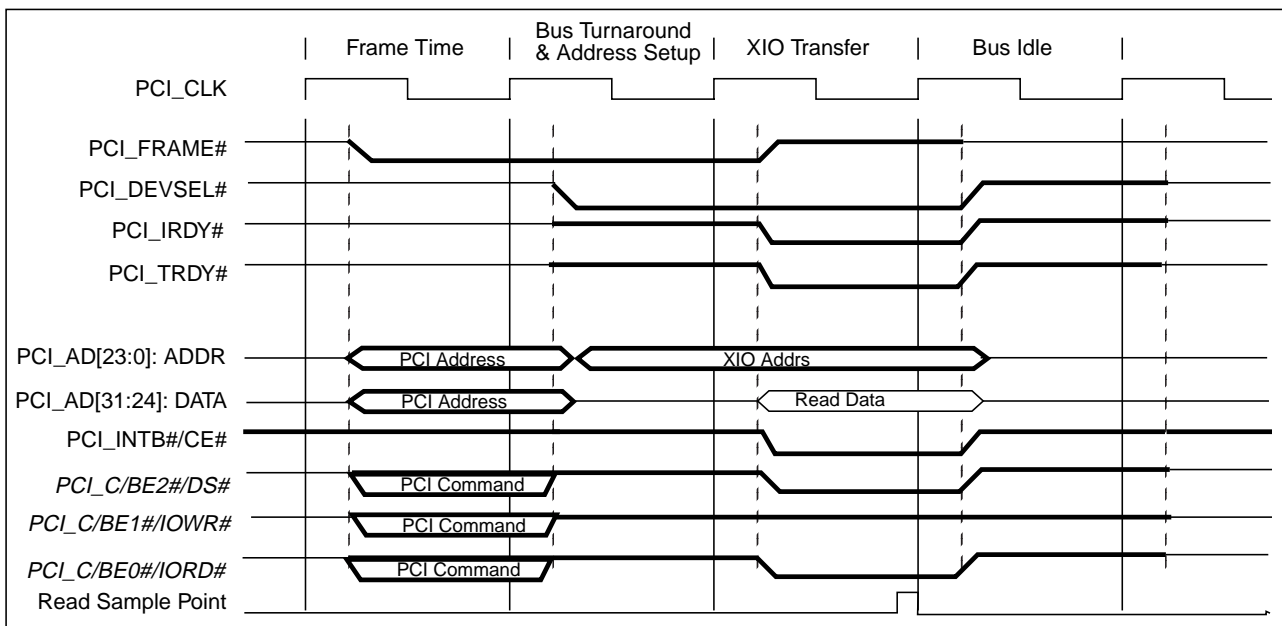 Frame Time
Bus Turnaround
& Address Setup
XIO Transfer
Bus Idle
PCI_CLK
PCI_FRAME#
PCI_DEVSEL#
PCI_IRDY#
PCI_TRDY#
PCI_AD[23:0]: ADDR
PCI Address
XIO Addrs
PCI_AD[31:24]: DATA
PCI Address
Read Data
PCI_INTB#/CE#
PCI_C/BE2#/DS#
PCI Command
PCI_C/BE1#/IOWR#
PCI Command
PCI_C/BE0#/IORD#
PCI Command
Read Sample Point